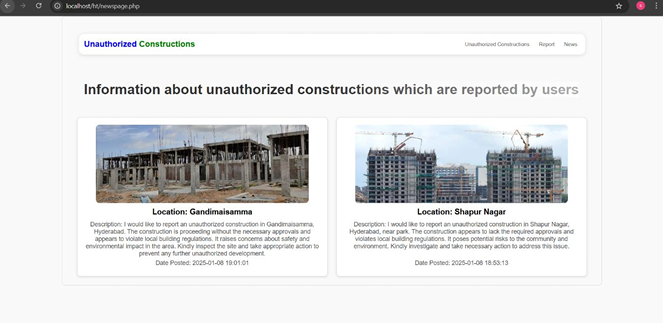 localhost/ht/newspage.php
Unauthorized Constructions
Unauthorized Constructions Report News
Information about unauthorized constructions which are reported by users
Location: Gandimaisamma
Description: I would like to report an unauthorized construction in Gandimaisamma,
Hyderabad. The construction is proceeding without the necessary approvals and
appears to violate local building regulations. It raises concerns about safety and
environmental impact in the area. Kindly inspect the site and take appropriate action to
prevent any further unauthorized development.
Date Posted: 2025-01-08 19:01:01
Location: Shapur Nagar
Description: I would like to report an unauthorized construction in Shapur Nagar,
Hyderabad, near park. The construction appears to lack the required approvals and
violates local building regulations. It poses potential risks to the community and
environment. Kindly investigate and take necessary action to address this issue.
Date Posted: 2025-01-08 18:53:13